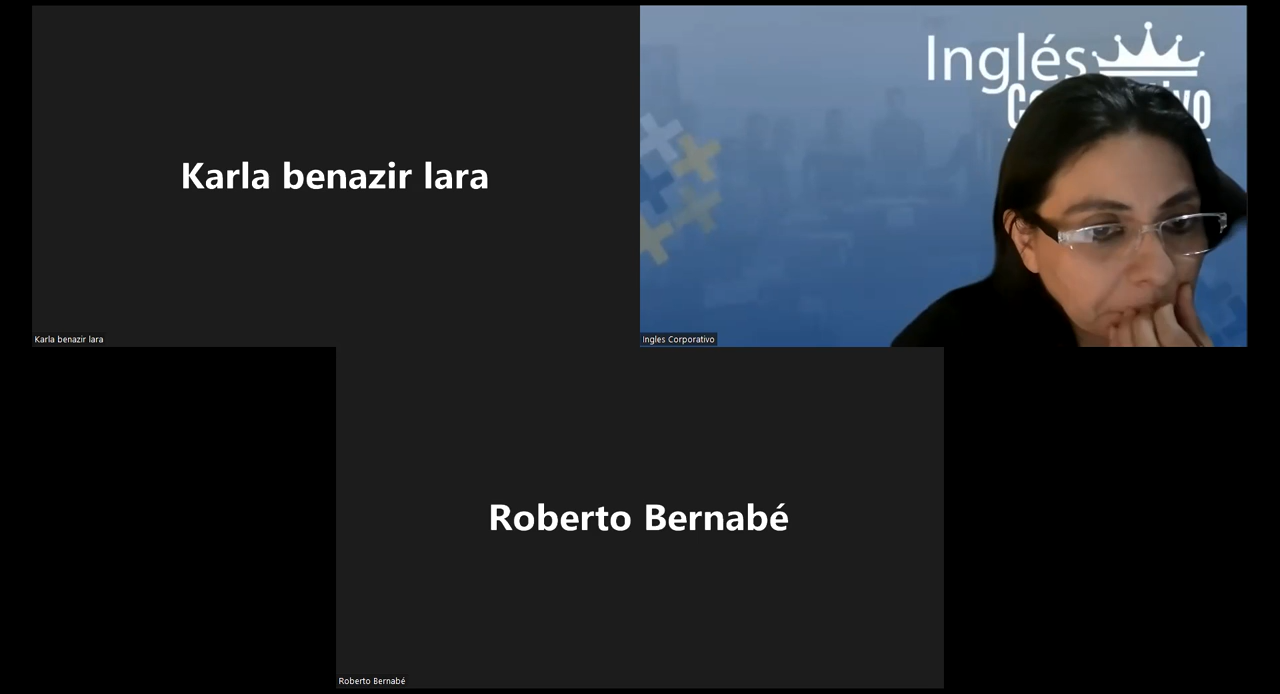 Karla benazir lara
Karla benazir lara
Inglés
Ingles Corporativo
Roberto Bernabé
Roberto Bernabé